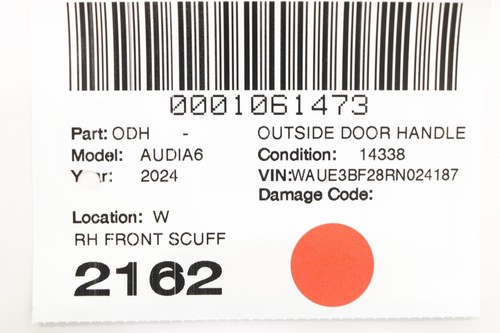 0001061473
Part: ODH - OUTSIDE DOOR HANDLE
Model: AUDIA6 Condition: 14338
Year: 2024 VIN:WAUE3BF28RN024187
Damage Code:
Location: W
RH FRONT SCUFF
2162